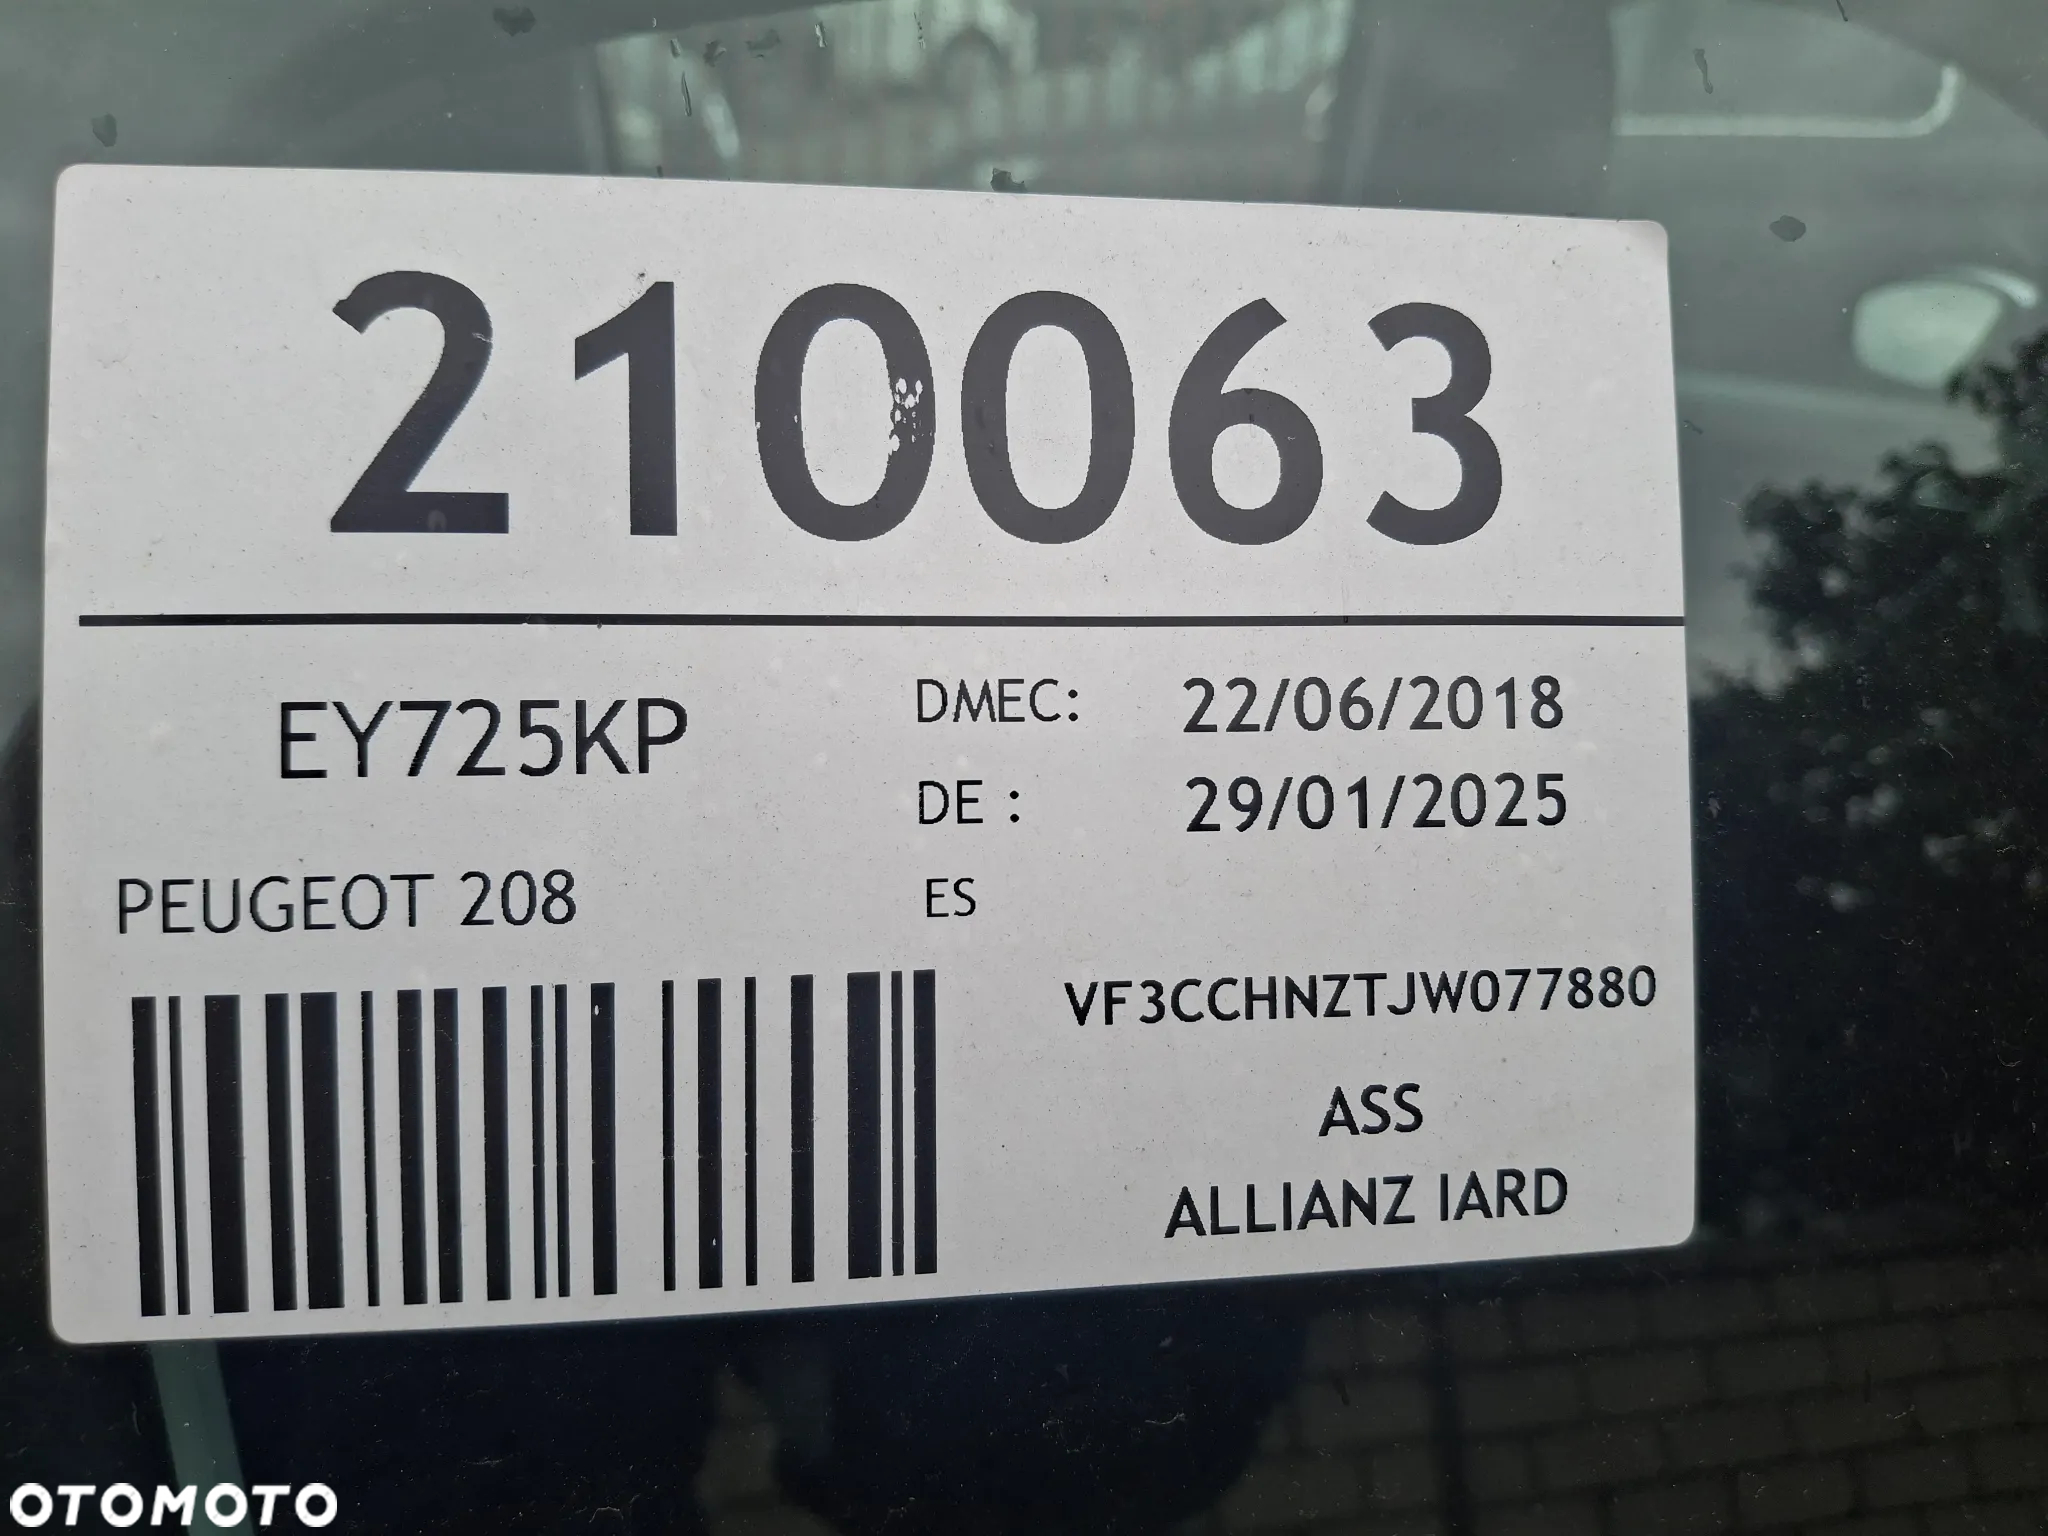 210063
EY725KP
DMEC: 22/06/2018
DE : 29/01/2025
PEUGEOT 208
ES
VF3CCHNZTJW077880
ASS
ALLIANZ IARD
OTOMOTO